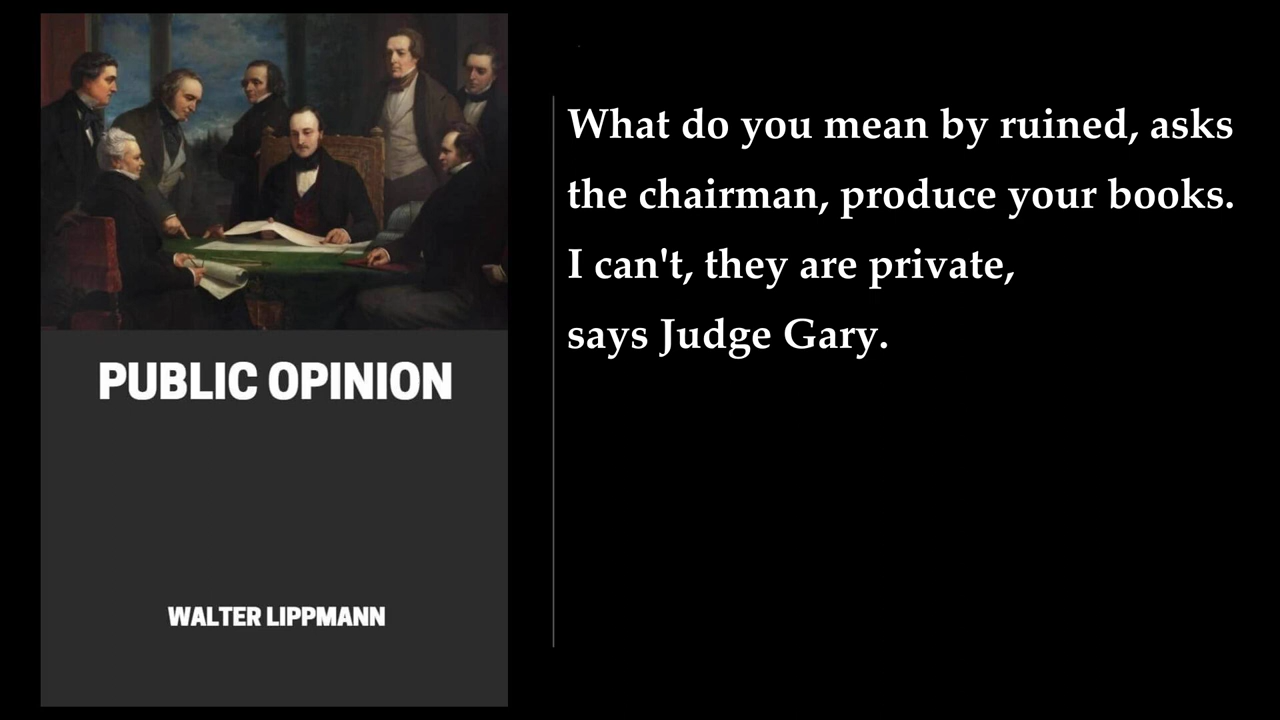 PUBLIC OPINION
WALTER LIPPMANN
What do you mean by ruined, asks
the chairman, produce your books.
I can't, they are private,
says Judge Gary.